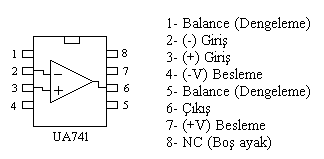 1
2
3
4
8
7
6
5
UA741
1- Balance (Dengeleme)
2- (-) Giriş
3- (+) Giriş
4- (-V) Besleme
5- Balance (Dengeleme)
6- Çıkış
7- (+V) Besleme
8- NC (Boş ayak)